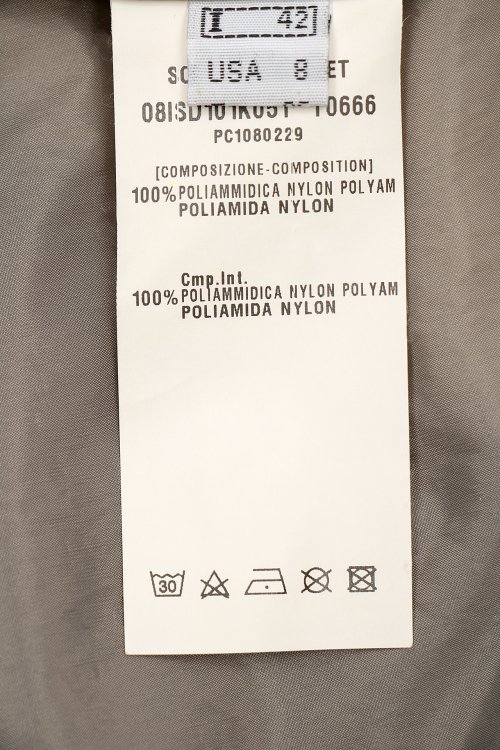 I 42
USA 8
PC1080229
[COMPOSIZIONE-COMPOSITION]
100% POLIAMMIDICA NYLON POLYAM
POLIAMIDA NYLON
Cmp.Int.
100% POLIAMMIDICA NYLON POLYAM
POLIAMIDA NYLON
30